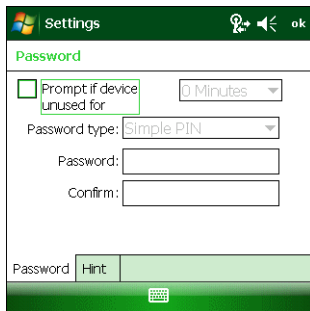 Settings ok
Password
Prompt if device 0 Minutes
unused for
Password type: Simple PIN
Password:
Confirm:
Password Hint